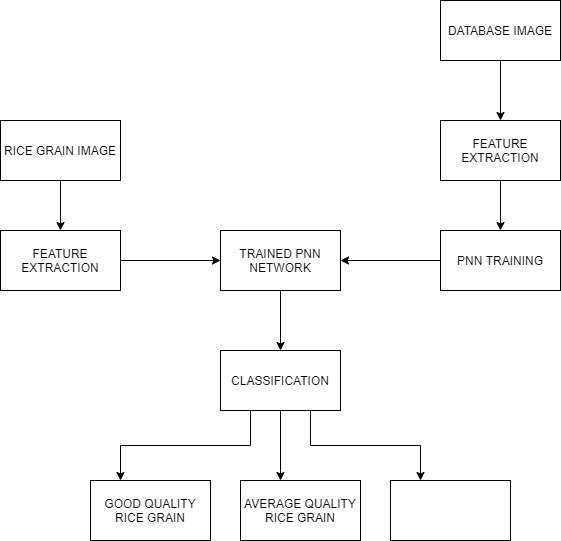 DATABASE IMAGE
RICE GRAIN IMAGE
FEATURE
EXTRACTION
FEATURE
EXTRACTION
TRAINED PNN
NETWORK
PNN TRAINING
CLASSIFICATION
GOOD QUALITY
RICE GRAIN
AVERAGE QUALITY
RICE GRAIN